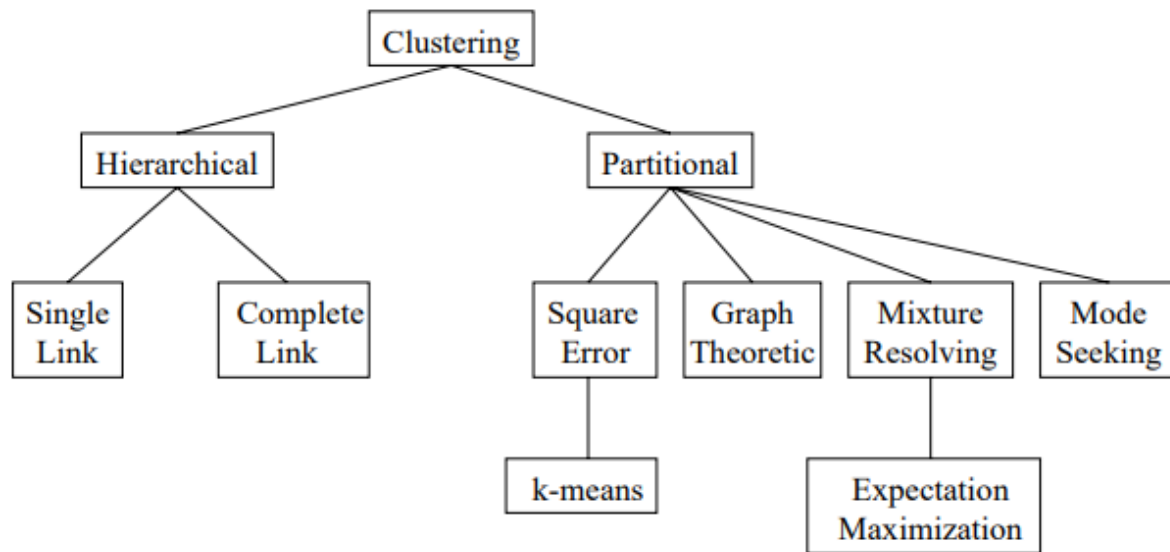 Clustering
Hierarchical
Partitional
Single
Link
Complete
Link
Square
Error
Graph
Theoretic
Mixture
Resolving
Mode
Seeking
k-means
Expectation
Maximization